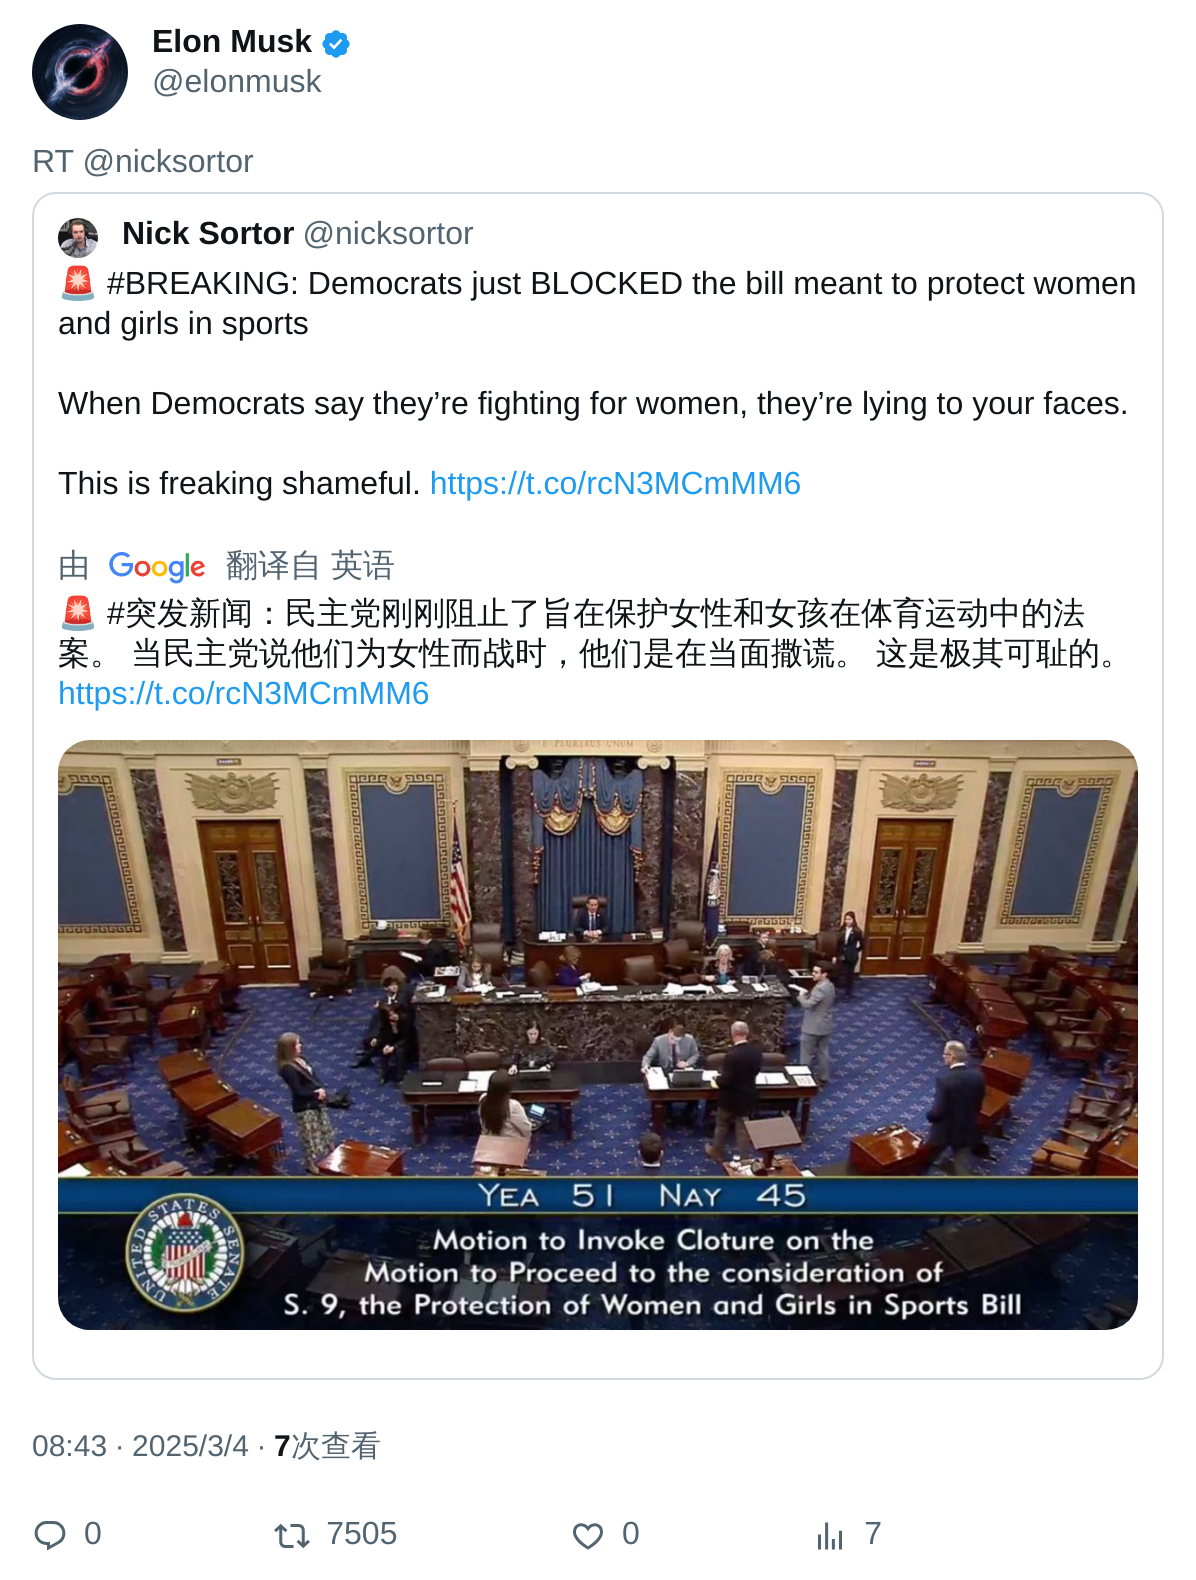 Elon Musk
@elonmusk
RT @nicksortor
Nick Sortor @nicksortor
🚨 #BREAKING: Democrats just BLOCKED the bill meant to protect women
and girls in sports
When Democrats say they’re fighting for women, they’re lying to your faces.
This is freaking shameful. https://t.co/rcN3MCmMM6
由 Google 翻译自 英语
🚨 #突发新闻：民主党刚刚阻止了旨在保护女性和女孩在体育运动中的法
案。 当民主党说他们为女性而战时，他们是在当面撒谎。 这是极其可耻的。
https://t.co/rcN3MCmMM6
E PLURIBUS UNUM
YEA 51 NAY 45
UNITED STATES SENATE
Motion to Invoke Cloture on the
Motion to Proceed to the consideration of
S. 9, the Protection of Women and Girls in Sports Bill
08:43 · 2025/3/4 · 7次查看
0 7505 0 7